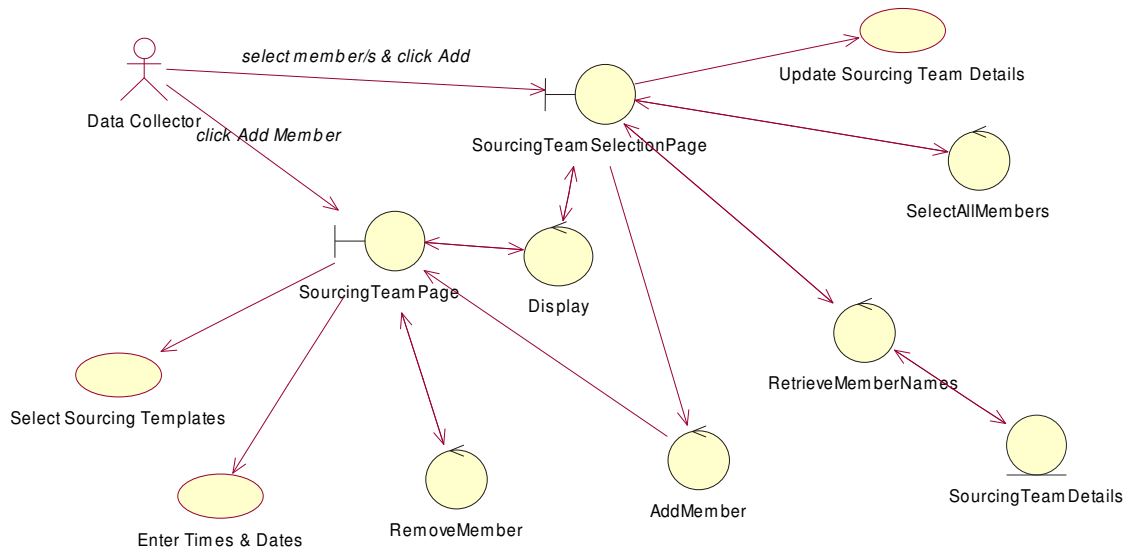 select member/s & click Add
Update Sourcing Team Details
Data Collector
click Add Member
SourcingTeamSelectionPage
SelectAllMembers
SourcingTeamPage
Display
RetrieveMemberNames
Select Sourcing Templates
SourcingTeamDetails
AddMember
RemoveMember
Enter Times & Dates